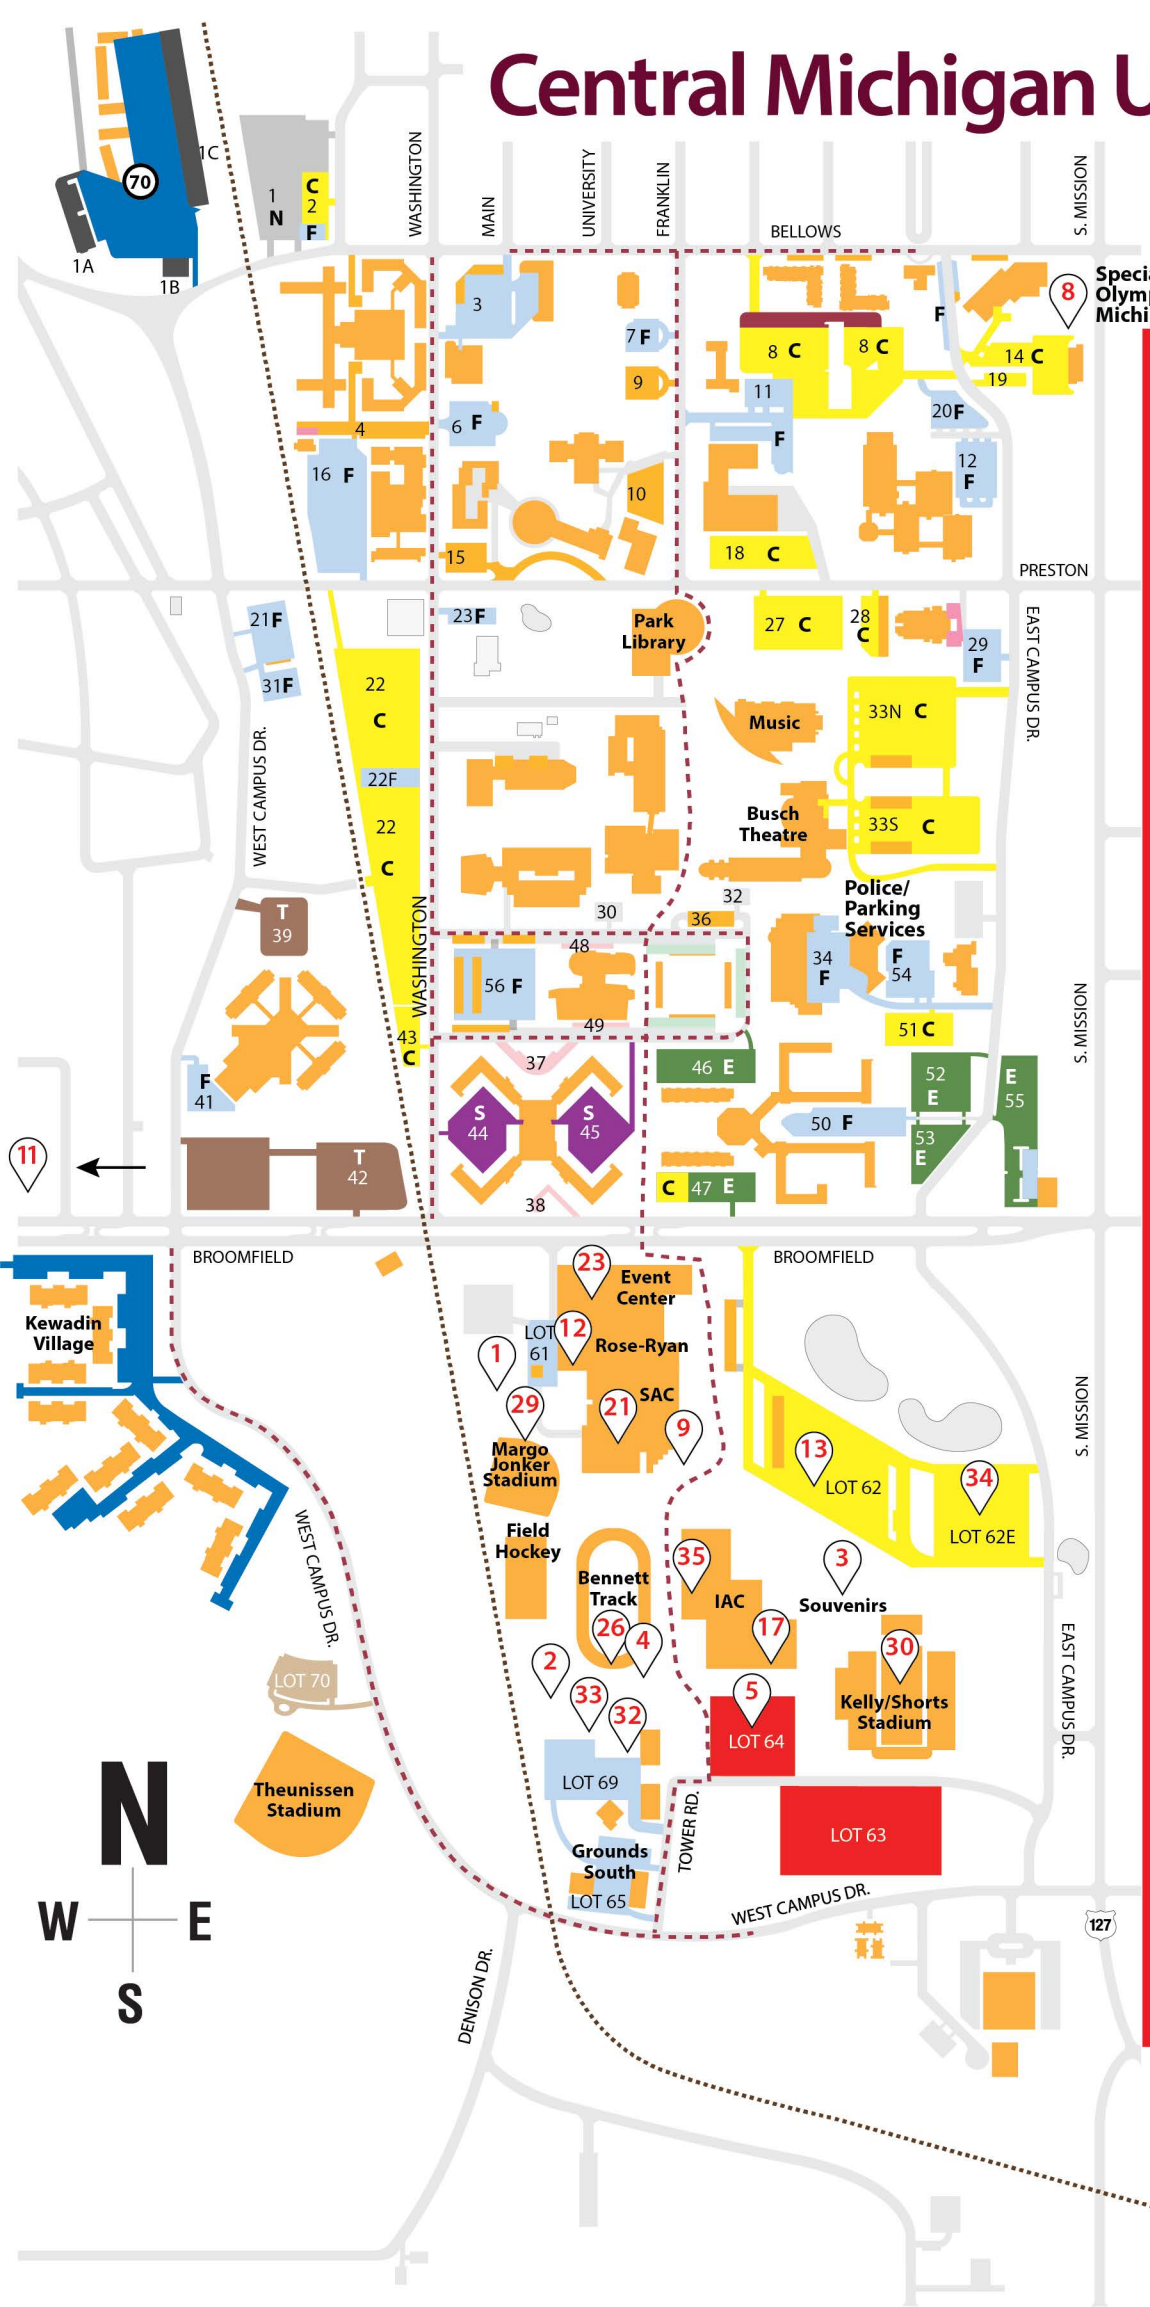 Central Michigan U
1C
70
1A
1B
1
N
C
2
F
WASHINGTON
MAIN
UNIVERSITY
FRANKLIN
BELLOWS
S. MISSION
8
Specia
Olymp
Michi
3
7 F
9
6 F
4
16 F
10
15
8 C
8 C
11
F
F
14 C
19
20F
12
F
18 C
PRESTON
21F
31F
23F
Park
Library
27 C
28
C
29
F
EAST CAMPUS DR.
22
C
22F
22
C
WEST CAMPUS DR.
Music
33N C
Busch
Theatre
33S C
Police/
Parking
Services
T
39
WASHINGTON
30
32
36
48
56 F
49
34
F
F
54
51 C
S. MISSION
43
C
F
41
37
S
44
S
45
38
46 E
50 F
52
E
53
E
E
55
C 47 E
11
T
42
BROOMFIELD
BROOMFIELD
Kewadin
Village
23
Event
Center
12
LOT
61
Rose-Ryan
1
29
SAC
21
9
Margo
Jonker
Stadium
13
LOT 62
34
LOT 62E
S. MISSION
Field
Hockey
WEST CAMPUS DR.
Bennett
Track
26
4
35
IAC
17
3
Souvenirs
30
Kelly/Shorts
Stadium
EAST CAMPUS DR.
2
33
32
5
LOT 64
LOT 70
Theunissen
Stadium
LOT 69
Grounds
South
LOT 65
TOWER RD.
LOT 63
WEST CAMPUS DR.
127
N
W E
S
DENISON DR.